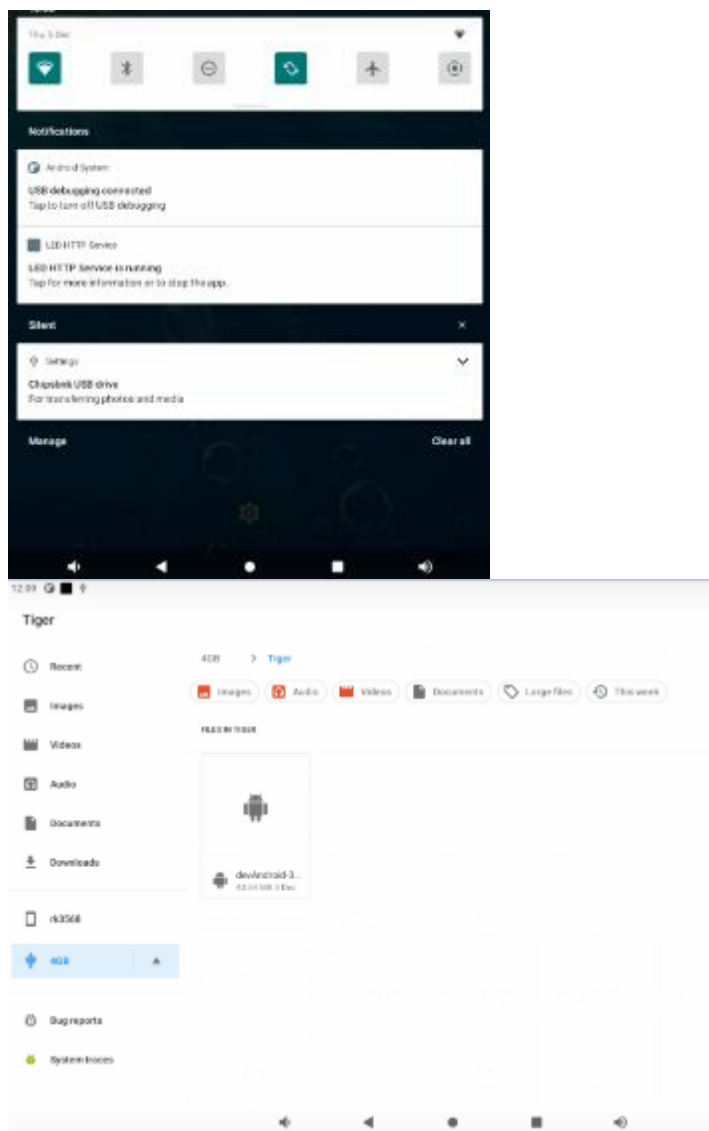 Thu, 5 Dec
Notifications
Android System
USB debugging connected
Tap to turn off USB debugging
LED HTTP Service
LED HTTP Service is running
Tap for more information or to stop the app.
Silent
Settings
Chipsbnk USB drive
For transferring photos and media
Manage
Clear all
12:09
Tiger
4GB > Tiger
Recent
Images Audio Videos Documents Large files This week
Images
FILES IN TIGER
Videos
Audio
Documents
devAndroid-3...
Downloads
3 Dec
rk3568
4GB
Bug reports
System traces